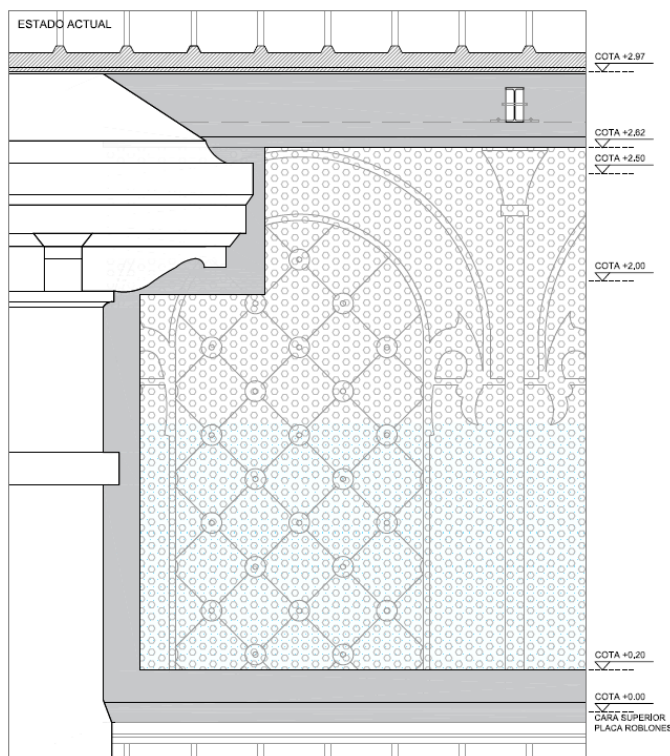 ESTADO ACTUAL
COTA +2.97
COTA +2,62
COTA +2.50
COTA +2,00
COTA +0,20
COTA +0.00
CARA SUPERIOR
PLACA ROBLONES